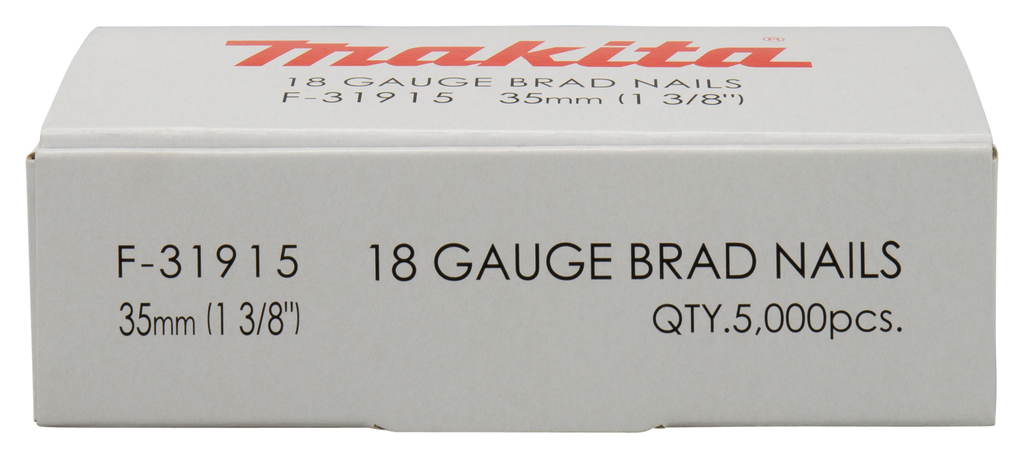 makita®
18 GAUGE BRAD NAILS
F-31915 35mm (1 3/8")
F-31915 18 GAUGE BRAD NAILS
35mm (1 3/8") QTY.5,000pcs.